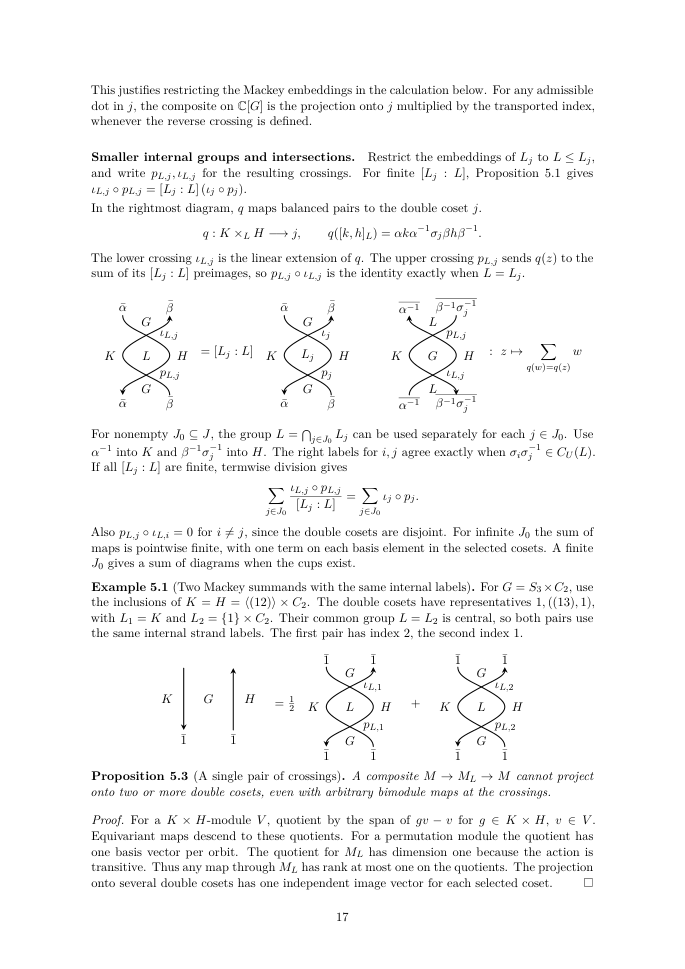 This justifies restricting the Mackey embeddings in the calculation below. For any admissible
dot in j, the composite on ℂ[G] is the projection onto j multiplied by the transported index,
whenever the reverse crossing is defined.
Smaller internal groups and intersections. Restrict the embeddings of L_j to L ≤ L_j,
and write p_{L,j}, ι_{L,j} for the resulting crossings. For finite [L_j : L], Proposition 5.1 gives
ι_{L,j} ∘ p_{L,j} = [L_j : L] (ι_j ∘ p_j).
In the rightmost diagram, q maps balanced pairs to the double coset j.
q : K ×_L H ⟶ j,  q([k, h]_L) = αkα^{−1}σ_jβhβ^{−1}.
The lower crossing ι_{L,j} is the linear extension of q. The upper crossing p_{L,j} sends q(z) to the
sum of its [L_j : L] preimages, so p_{L,j} ∘ ι_{L,j} is the identity exactly when L = L_j.
ᾱ β̄ ᾱ β̄ \overline{α^{−1}} \overline{β^{−1}σ_j^{−1}}
G G L
ι_{L,j} ι_j p_{L,j}
K L H = [L_j : L] K L_j H K G H : z ↦ ∑_{q(w)=q(z)} w
p_{L,j} p_j ι_{L,j}
G G L
ᾱ β̄ ᾱ β̄ \overline{α^{−1}} \overline{β^{−1}σ_j^{−1}}
For nonempty J_0 ⊆ J, the group L = ⋂_{j∈J_0} L_j can be used separately for each j ∈ J_0. Use
α^{−1} into K and β^{−1}σ_j^{−1} into H. The right labels for i, j agree exactly when σ_iσ_j^{−1} ∈ C_U(L).
If all [L_j : L] are finite, termwise division gives
∑_{j∈J_0} \frac{ι_{L,j} ∘ p_{L,j}}{[L_j : L]} = ∑_{j∈J_0} ι_j ∘ p_j.
Also p_{L,j} ∘ ι_{L,i} = 0 for i ≠ j, since the double cosets are disjoint. For infinite J_0 the sum of
maps is pointwise finite, with one term on each basis element in the selected cosets. A finite
J_0 gives a sum of diagrams when the cups exist.
Example 5.1 (Two Mackey summands with the same internal labels). For G = S_3 × C_2, use
the inclusions of K = H = ⟨(12)⟩ × C_2. The double cosets have representatives 1, ((13), 1),
with L_1 = K and L_2 = {1} × C_2. Their common group L = L_2 is central, so both pairs use
the same internal strand labels. The first pair has index 2, the second index 1.
1̄ 1̄ 1̄ 1̄
G G
ι_{L,1} ι_{L,2}
K G H = \frac{1}{2} K L H + K L H
p_{L,1} p_{L,2}
1̄ 1̄ G G
1̄ 1̄ 1̄ 1̄
Proposition 5.3 (A single pair of crossings). A composite M → M_L → M cannot project
onto two or more double cosets, even with arbitrary bimodule maps at the crossings.
Proof. For a K × H-module V, quotient by the span of gv − v for g ∈ K × H, v ∈ V.
Equivariant maps descend to these quotients. For a permutation module the quotient has
one basis vector per orbit. The quotient for M_L has dimension one because the action is
transitive. Thus any map through M_L has rank at most one on the quotients. The projection
onto several double cosets has one independent image vector for each selected coset. □
17